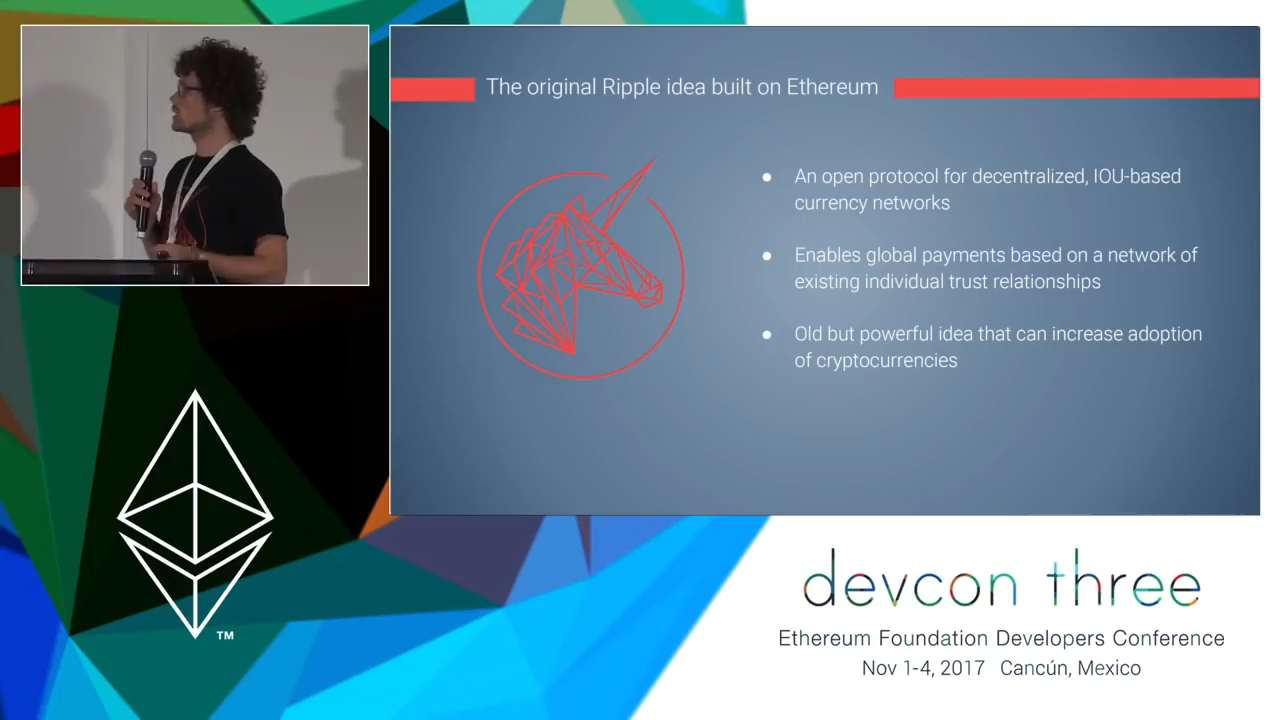 The original Ripple idea built on Ethereum
● An open protocol for decentralized, IOU-based
currency networks
● Enables global payments based on a network of
existing individual trust relationships
● Old but powerful idea that can increase adoption
of cryptocurrencies
TM
devcon three
Ethereum Foundation Developers Conference
Nov 1-4, 2017 Cancún, Mexico